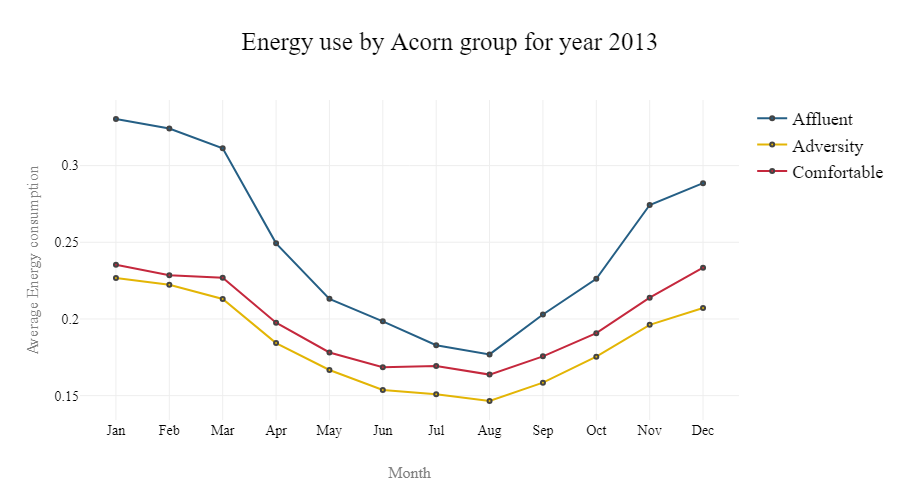 Energy use by Acorn group for year 2013
Affluent
Adversity
Comfortable
Average Energy consumption
0.3
0.25
0.2
0.15
Jan Feb Mar Apr May Jun Jul Aug Sep Oct Nov Dec
Month